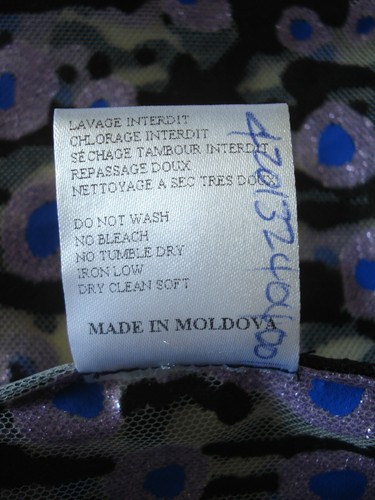 LAVAGE INTERDIT
CHLORAGE INTERDIT
SÉCHAGE TAMBOUR INTERDIT
REPASSAGE DOUX
NETTOYAGE A SEC TRES DOUX
DO NOT WASH
NO BLEACH
NO TUMBLE DRY
IRON LOW
DRY CLEAN SOFT
MADE IN MOLDOVA